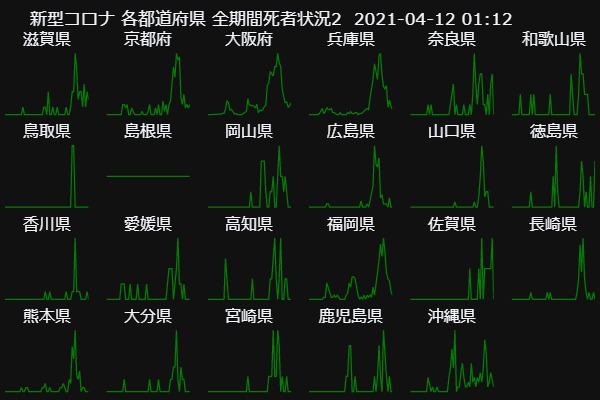 新型コロナ 各都道府県 全期間死者状況2 2021-04-12 01:12
滋賀県 京都府 大阪府 兵庫県 奈良県 和歌山県
鳥取県 島根県 岡山県 広島県 山口県 徳島県
香川県 愛媛県 高知県 福岡県 佐賀県 長崎県
熊本県 大分県 宮崎県 鹿児島県 沖縄県